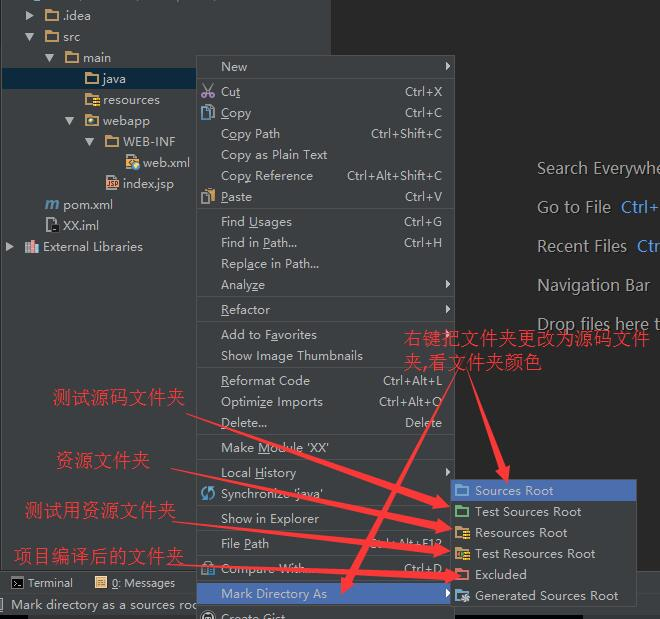 .idea
src
main
java
resources
webapp
WEB-INF
web.xml
index.jsp
pom.xml
XX.iml
External Libraries
New
Cut Ctrl+X
Copy Ctrl+C
Copy Path Ctrl+Shift+C
Copy as Plain Text
Copy Reference Ctrl+Alt+Shift+C
Paste Ctrl+V
Find Usages Ctrl+G
Find in Path... Ctrl+H
Replace in Path...
Analyze
Refactor
Add to Favorites
Show Image Thumbnails
Reformat Code Ctrl+Alt+L
Optimize Imports Ctrl+Alt+O
Delete... Delete
Make Module 'XX'
Local History
Synchronize 'java'
Show in Explorer
File Path Ctrl+Alt+F12
Compare With... Ctrl+D
Mark Directory As
Create Gist...
Sources Root
Test Sources Root
Resources Root
Test Resources Root
Excluded
Generated Sources Root
Search Everywhe
Go to File Ctrl+
Recent Files Ctr
Navigation Bar
Drop files here t
右键把文件夹更改为源码文件
夹,看文件夹颜色
测试源码文件夹
资源文件夹
测试用资源文件夹
项目编译后的文件夹
Terminal
0: Messages
Mark directory as a sources roo